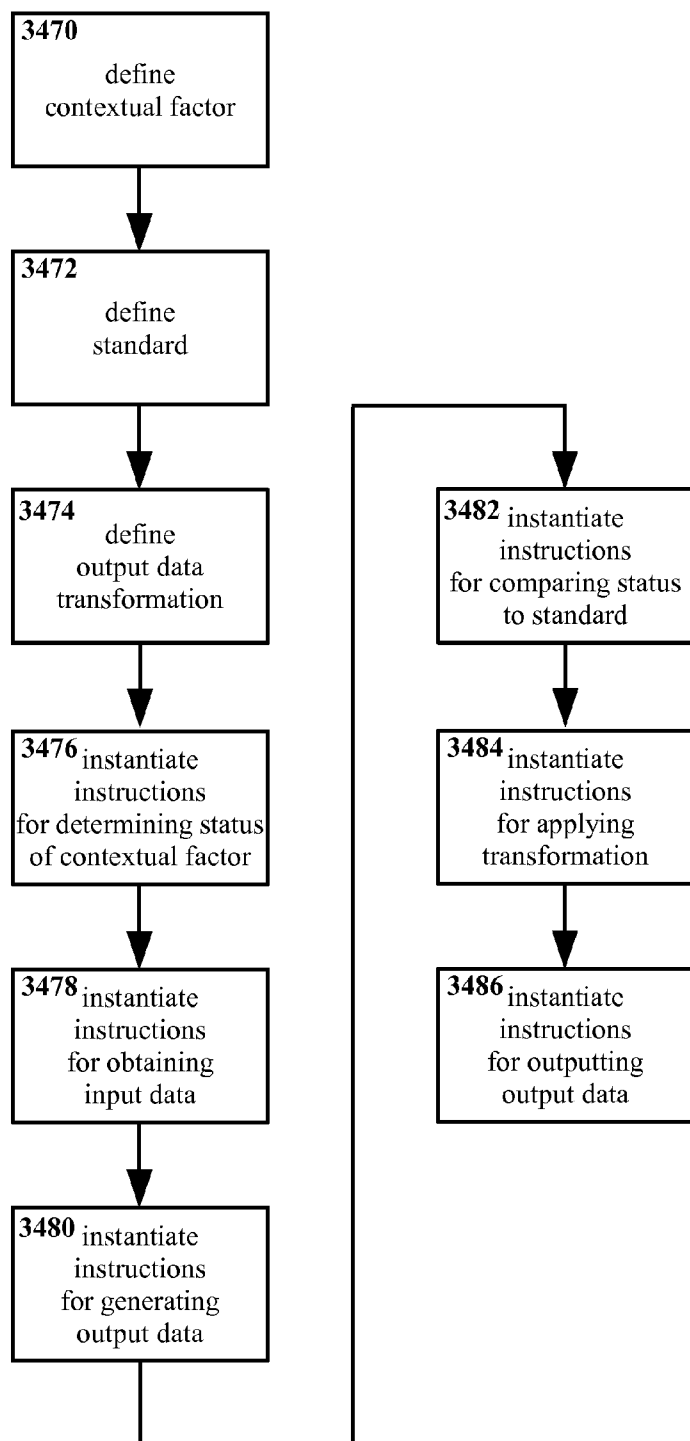 3470
define
contextual factor
3472
define
standard
3474
define
output data
transformation
3476 instantiate
instructions
for determining status
of contextual factor
3478 instantiate
instructions
for obtaining
input data
3480 instantiate
instructions
for generating
output data
3482 instantiate
instructions
for comparing status
to standard
3484 instantiate
instructions
for applying
transformation
3486 instantiate
instructions
for outputting
output data